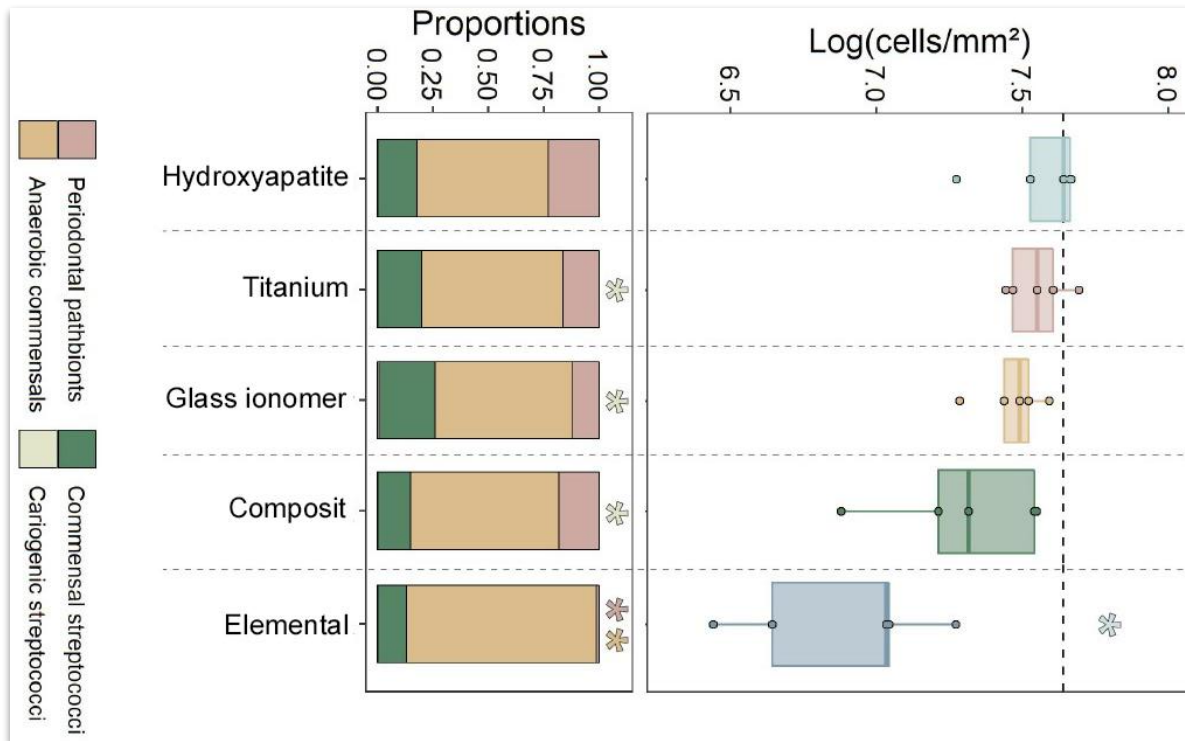 Proportions
0.00
0.25
0.50
0.75
1.00
Log(cells/mm²)
6.5
7.0
7.5
8.0
Hydroxyapatite
Titanium
Glass ionomer
Composit
Elemental
Periodontal pathbionts
Anaerobic commensals
Commensal streptococci
Cariogenic streptococci